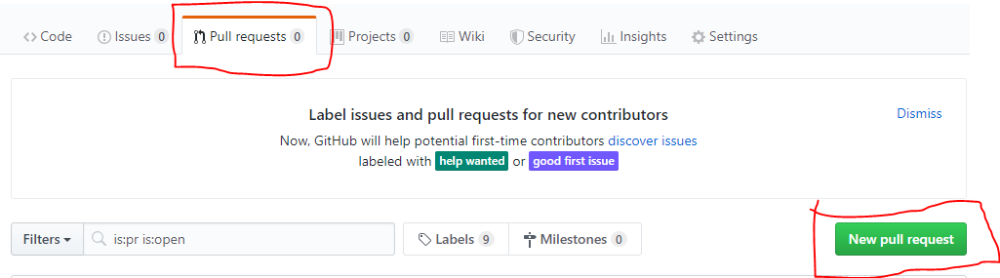 Code Issues 0 Pull requests 0 Projects 0 Wiki Security Insights Settings
Label issues and pull requests for new contributors Dismiss
Now, GitHub will help potential first-time contributors discover issues
labeled with help wanted or good first issue
Filters is:pr is:open Labels 9 Milestones 0 New pull request